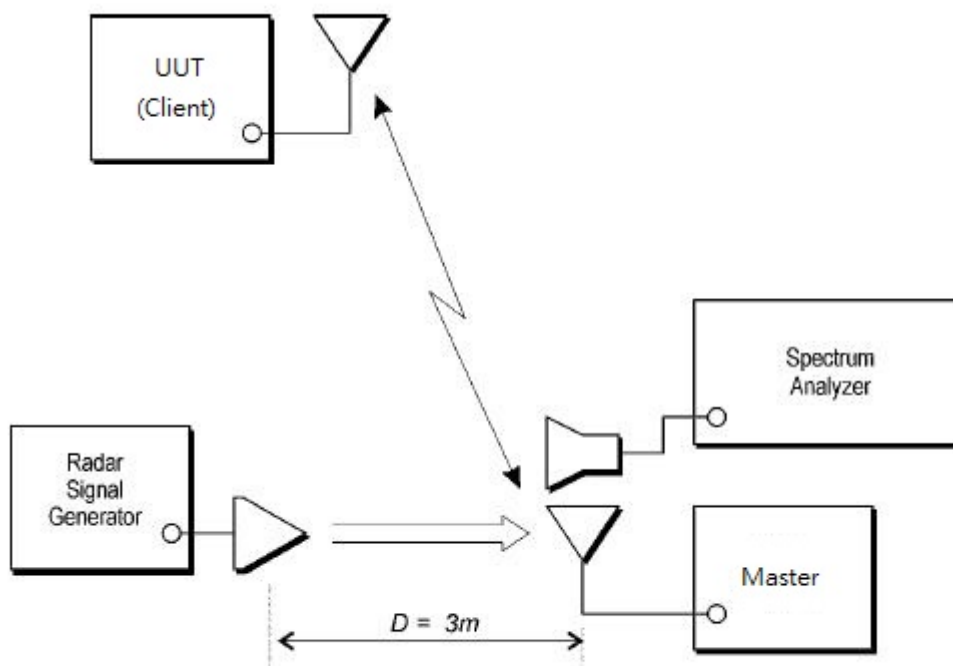 UUT
(Client)
Spectrum
Analyzer
Radar
Signal
Generator
Master
D = 3m